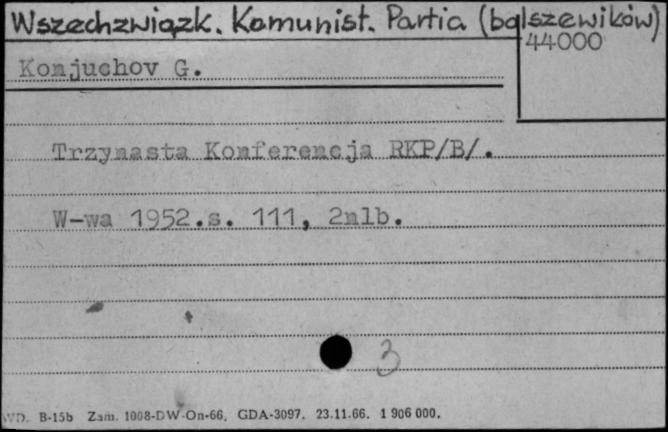 Wszechzwiązk. Komunist. Partia (bolszewików)
44000
Konjuchov G.
Trzynasta Konferencja RKP/B/.
W-wa 1952.s. 111, 2nlb.
3
WD. B-15b Zam. 1008-DW-On-66, GDA-3097. 23.11.66. 1 906 000.